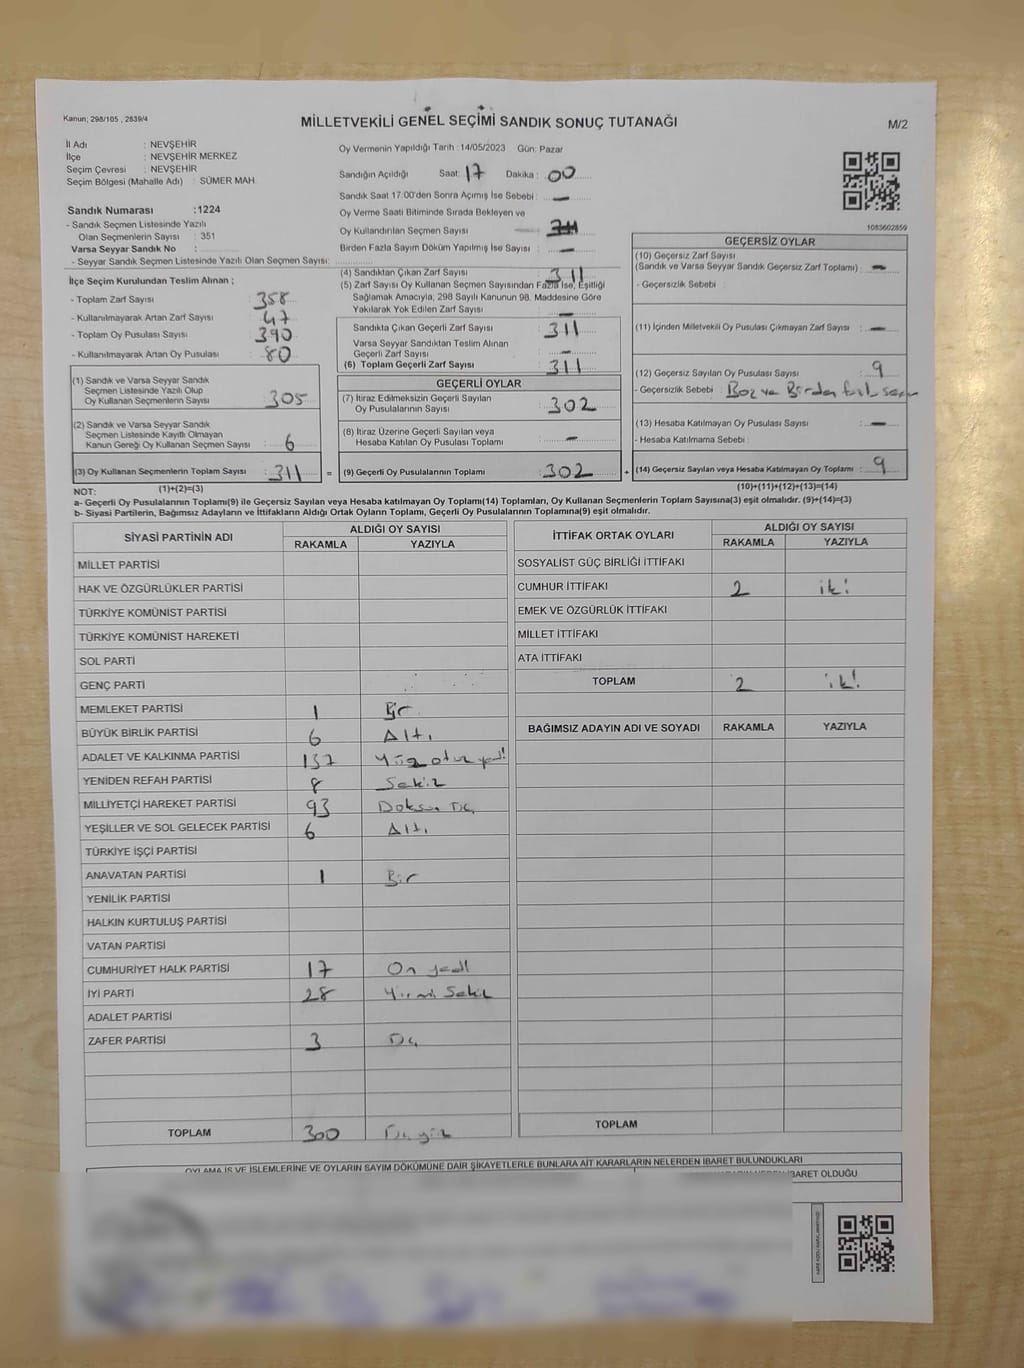 Kanun; 298/105 , 2839/4
MİLLETVEKİLİ GENEL SEÇİMİ SANDIK SONUÇ TUTANAĞI
M/2
İl Adı : NEVŞEHİR
İlçe : NEVŞEHİR MERKEZ
Seçim Çevresi : NEVŞEHİR
Seçim Bölgesi (Mahalle Adı) : SÜMER MAH.
Sandık Numarası :1224
- Sandık Seçmen Listesinde Yazılı
Olan Seçmenlerin Sayısı : 351
Varsa Seyyar Sandık No :
- Seyyar Sandık Seçmen Listesinde Yazılı Olan Seçmen Sayısı:
Oy Vermenin Yapıldığı Tarih :14/05/2023 Gün: Pazar
Sandığın Açıldığı Saat: 17 Dakika : 00
Sandık Saat 17:00'den Sonra Açımış İse Sebebi : —
Oy Verme Saati Bitiminde Sırada Bekleyen ve
Oy Kullandırılan Seçmen Sayısı :
Birden Fazla Sayım Döküm Yapılmış İse Sayısı : —
1083602859
İlçe Seçim Kurulundan Teslim Alınan ;
- Toplam Zarf Sayısı : 358
- Kullanılmayarak Artan Zarf Sayısı : 47
- Toplam Oy Pusulası Sayısı : 390
- Kullanılmayarak Artan Oy Pusulası : 80
(4) Sandıktan Çıkan Zarf Sayısı : 311
(5) Zarf Sayısı Oy Kullanan Seçmen Sayısından Fazla İse, Eşitliği
Sağlamak Amacıyla, 298 Sayılı Kanunun 98. Maddesine Göre
Yakılarak Yok Edilen Zarf Sayısı : —
Sandıkta Çıkan Geçerli Zarf Sayısı : 311
Varsa Seyyar Sandıktan Teslim Alınan
Geçerli Zarf Sayısı : —
(6) Toplam Geçerli Zarf Sayısı : 311
GEÇERSİZ OYLAR
(10) Geçersiz Zarf Sayısı
(Sandık ve Varsa Seyyar Sandık Geçersiz Zarf Toplamı) : —
- Geçersizlik Sebebi :
(11) İçinden Milletvekili Oy Pusulası Çıkmayan Zarf Sayısı : —
(12) Geçersiz Sayılan Oy Pusulası Sayısı : 9
- Geçersizlik Sebebi : Boz ve Birden
(13) Hesaba Katılmayan Oy Pusulası Sayısı : —
- Hesaba Katılmama Sebebi :
(14) Geçersiz Sayılan veya Hesaba Katılmayan Oy Toplamı : 9
(10)+(11)+(12)+(13)=(14)
(1) Sandık ve Varsa Seyyar Sandık
Seçmen Listesinde Yazılı Olup
Oy Kullanan Seçmenlerin Sayısı : 305
(2) Sandık ve Varsa Seyyar Sandık
Seçmen Listesinde Kayıtlı Olmayan
Kanun Gereği Oy Kullanan Seçmen Sayısı : 6
(3) Oy Kullanan Seçmenlerin Toplam Sayısı : 311 =
(1)+(2)=(3)
GEÇERLİ OYLAR
(7) İtiraz Edilmeksizin Geçerli Sayılan
Oy Pusulalarının Sayısı : 302
(8) İtiraz Üzerine Geçerli Sayılan veya
Hesaba Katılan Oy Pusulası Toplamı : —
(9) Geçerli Oy Pusulalarının Toplamı : 302 +
NOT:
a- Geçerli Oy Pusulalarının Toplamı(9) ile Geçersiz Sayılan veya Hesaba katılmayan Oy Toplamı(14) Toplamları, Oy Kullanan Seçmenlerin Toplam Sayısına(3) eşit olmalıdır. (9)+(14)=(3)
b- Siyasi Partilerin, Bağımsız Adayların ve İttifakların Aldığı Ortak Oyların Toplamı, Geçerli Oy Pusulalarının Toplamına(9) eşit olmalıdır.
SİYASİ PARTİNİN ADI
ALDIĞI OY SAYISI
RAKAMLA YAZIYLA
MİLLET PARTİSİ
HAK VE ÖZGÜRLÜKLER PARTİSİ
TÜRKİYE KOMÜNİST PARTİSİ
TÜRKİYE KOMÜNİST HAREKETİ
SOL PARTİ
GENÇ PARTİ
MEMLEKET PARTİSİ 1 Bir
BÜYÜK BİRLİK PARTİSİ 6 Altı
ADALET VE KALKINMA PARTİSİ 137 Yüz otuz yedi
YENİDEN REFAH PARTİSİ 8 Sekiz
MİLLİYETÇİ HAREKET PARTİSİ 93 Doksan Üç
YEŞİLLER VE SOL GELECEK PARTİSİ 6 Altı
TÜRKİYE İŞÇİ PARTİSİ
ANAVATAN PARTİSİ 1 Bir
YENİLİK PARTİSİ
HALKIN KURTULUŞ PARTİSİ
VATAN PARTİSİ
CUMHURİYET HALK PARTİSİ 17 On yedi
İYİ PARTİ 28 Yirmi Sekiz
ADALET PARTİSİ
ZAFER PARTİSİ 3 Üç
TOPLAM 300 Üç yüz
İTTİFAK ORTAK OYLARI
ALDIĞI OY SAYISI
RAKAMLA YAZIYLA
SOSYALİST GÜÇ BİRLİĞİ İTTİFAKI
CUMHUR İTTİFAKI 2 iki
EMEK VE ÖZGÜRLÜK İTTİFAKI
MİLLET İTTİFAKI
ATA İTTİFAKI
TOPLAM 2 iki
BAĞIMSIZ ADAYIN ADI VE SOYADI RAKAMLA YAZIYLA
TOPLAM
OYLAMA İŞ VE İŞLEMLERİNE VE OYLARIN SAYIM DÖKÜMÜNE DAİR ŞİKAYETLERLE BUNLARA AİT KARARLARIN NELERDEN İBARET BULUNDUKLARI
İBARET OLDUĞU